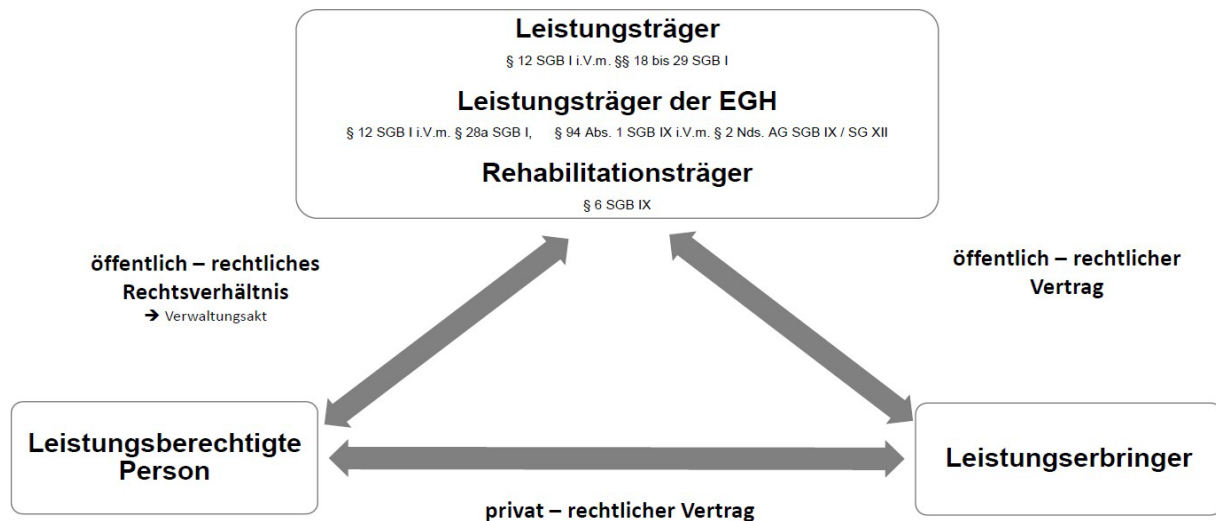 Leistungsträger
§ 12 SGB I i.V.m. §§ 18 bis 29 SGB I
Leistungsträger der EGH
§ 12 SGB I i.V.m. § 28a SGB I, § 94 Abs. 1 SGB IX i.V.m. § 2 Nds. AG SGB IX / SG XII
Rehabilitationsträger
§ 6 SGB IX
öffentlich – rechtliches
Rechtsverhältnis
➔ Verwaltungsakt
öffentlich – rechtlicher
Vertrag
Leistungsberechtigte
Person
Leistungserbringer
privat – rechtlicher Vertrag